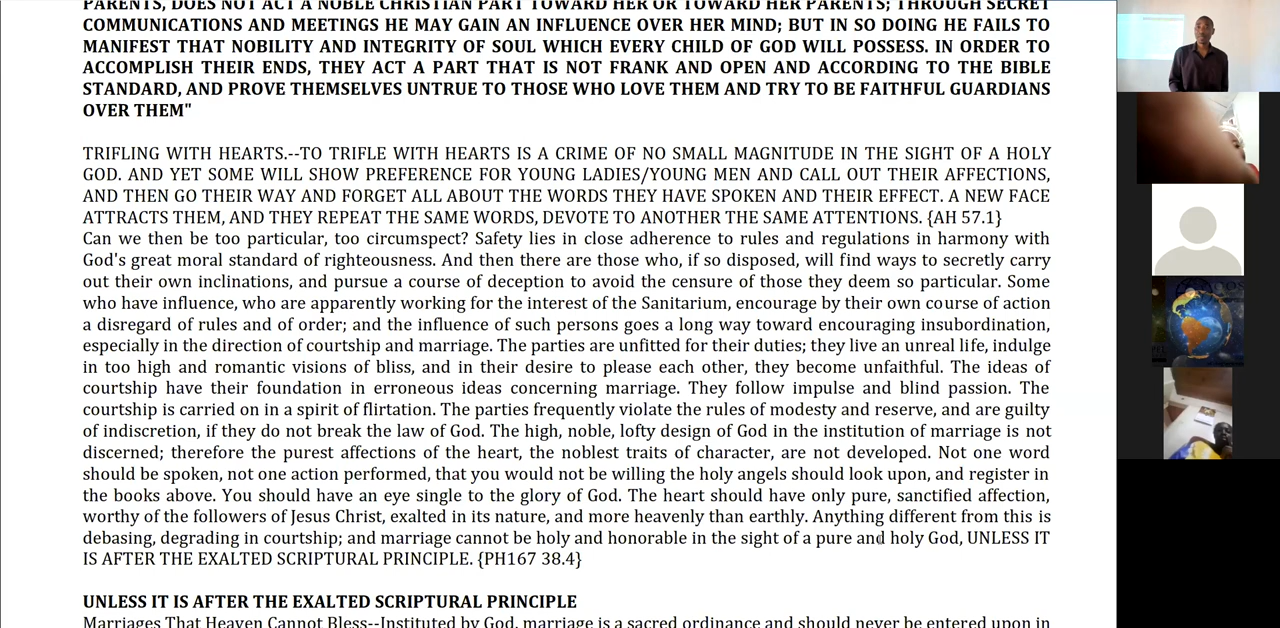 PARENTS, DOES NOT ACT A NOBLE CHRISTIAN PART TOWARD HER OR TOWARD HER PARENTS; THROUGH SECRET
COMMUNICATIONS AND MEETINGS HE MAY GAIN AN INFLUENCE OVER HER MIND; BUT IN SO DOING HE FAILS TO
MANIFEST THAT NOBILITY AND INTEGRITY OF SOUL WHICH EVERY CHILD OF GOD WILL POSSESS. IN ORDER TO
ACCOMPLISH THEIR ENDS, THEY ACT A PART THAT IS NOT FRANK AND OPEN AND ACCORDING TO THE BIBLE
STANDARD, AND PROVE THEMSELVES UNTRUE TO THOSE WHO LOVE THEM AND TRY TO BE FAITHFUL GUARDIANS
OVER THEM"
TRIFLING WITH HEARTS.--TO TRIFLE WITH HEARTS IS A CRIME OF NO SMALL MAGNITUDE IN THE SIGHT OF A HOLY
GOD. AND YET SOME WILL SHOW PREFERENCE FOR YOUNG LADIES/YOUNG MEN AND CALL OUT THEIR AFFECTIONS,
AND THEN GO THEIR WAY AND FORGET ALL ABOUT THE WORDS THEY HAVE SPOKEN AND THEIR EFFECT. A NEW FACE
ATTRACTS THEM, AND THEY REPEAT THE SAME WORDS, DEVOTE TO ANOTHER THE SAME ATTENTIONS. {AH 57.1}
Can we then be too particular, too circumspect? Safety lies in close adherence to rules and regulations in harmony with
God's great moral standard of righteousness. And then there are those who, if so disposed, will find ways to secretly carry
out their own inclinations, and pursue a course of deception to avoid the censure of those they deem so particular. Some
who have influence, who are apparently working for the interest of the Sanitarium, encourage by their own course of action
a disregard of rules and of order; and the influence of such persons goes a long way toward encouraging insubordination,
especially in the direction of courtship and marriage. The parties are unfitted for their duties; they live an unreal life, indulge
in too high and romantic visions of bliss, and in their desire to please each other, they become unfaithful. The ideas of
courtship have their foundation in erroneous ideas concerning marriage. They follow impulse and blind passion. The
courtship is carried on in a spirit of flirtation. The parties frequently violate the rules of modesty and reserve, and are guilty
of indiscretion, if they do not break the law of God. The high, noble, lofty design of God in the institution of marriage is not
discerned; therefore the purest affections of the heart, the noblest traits of character, are not developed. Not one word
should be spoken, not one action performed, that you would not be willing the holy angels should look upon, and register in
the books above. You should have an eye single to the glory of God. The heart should have only pure, sanctified affection,
worthy of the followers of Jesus Christ, exalted in its nature, and more heavenly than earthly. Anything different from this is
debasing, degrading in courtship; and marriage cannot be holy and honorable in the sight of a pure and holy God, UNLESS IT
IS AFTER THE EXALTED SCRIPTURAL PRINCIPLE. {PH167 38.4}
UNLESS IT IS AFTER THE EXALTED SCRIPTURAL PRINCIPLE
Marriages That Heaven Cannot Bless--Instituted by God, marriage is a sacred ordinance and should never be entered upon in